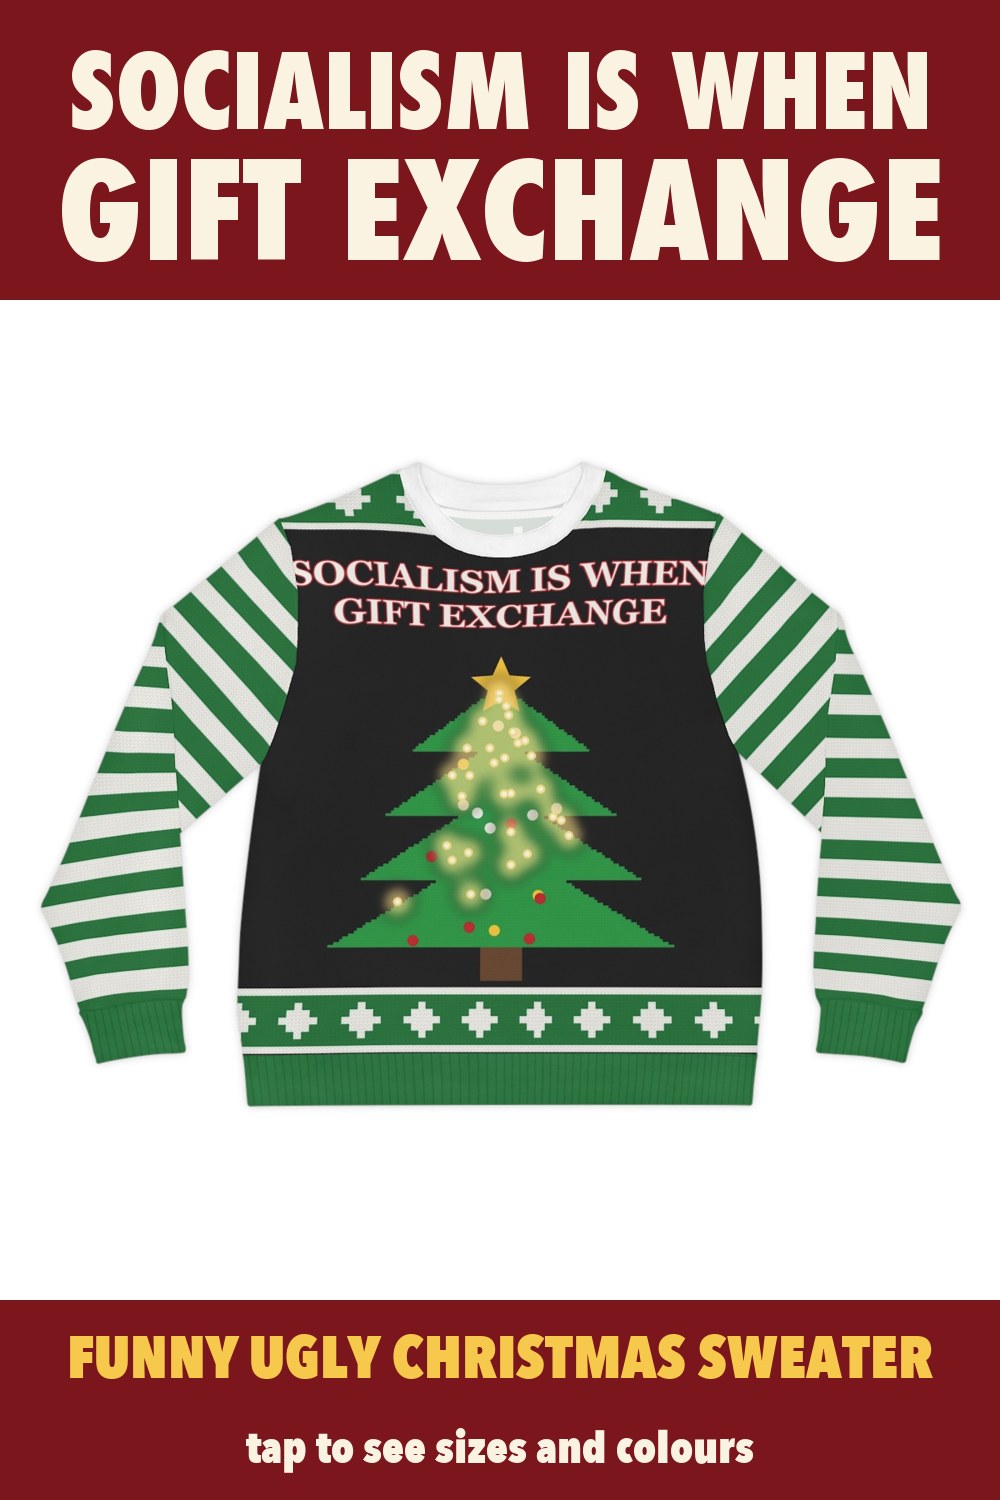 SOCIALISM IS WHEN
GIFT EXCHANGE
SOCIALISM IS WHEN
GIFT EXCHANGE
FUNNY UGLY CHRISTMAS SWEATER
tap to see sizes and colours